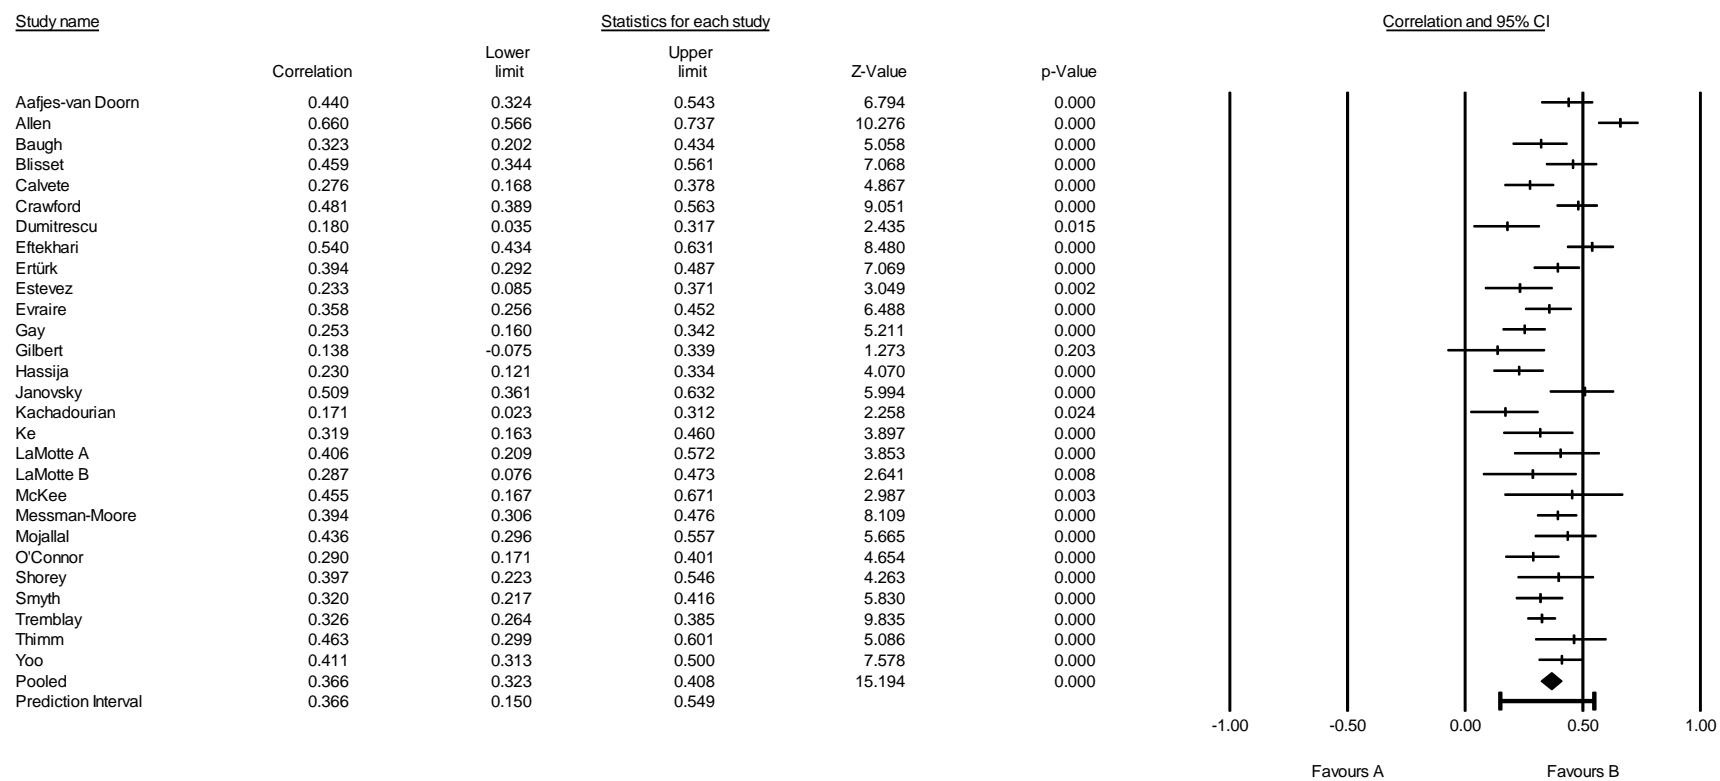 Study name Statistics for each study Correlation and 95% CI
Lower Upper
Correlation limit limit Z-Value p-Value
Aafjes-van Doorn 0.440 0.324 0.543 6.794 0.000
Allen 0.660 0.566 0.737 10.276 0.000
Baugh 0.323 0.202 0.434 5.058 0.000
Blisset 0.459 0.344 0.561 7.068 0.000
Calvete 0.276 0.168 0.378 4.867 0.000
Crawford 0.481 0.389 0.563 9.051 0.000
Dumitrescu 0.180 0.035 0.317 2.435 0.015
Eftekhari 0.540 0.434 0.631 8.480 0.000
Ertürk 0.394 0.292 0.487 7.069 0.000
Estevez 0.233 0.085 0.371 3.049 0.002
Evraire 0.358 0.256 0.452 6.488 0.000
Gay 0.253 0.160 0.342 5.211 0.000
Gilbert 0.138 -0.075 0.339 1.273 0.203
Hassija 0.230 0.121 0.334 4.070 0.000
Janovsky 0.509 0.361 0.632 5.994 0.000
Kachadourian 0.171 0.023 0.312 2.258 0.024
Ke 0.319 0.163 0.460 3.897 0.000
LaMotte A 0.406 0.209 0.572 3.853 0.000
LaMotte B 0.287 0.076 0.473 2.641 0.008
McKee 0.455 0.167 0.671 2.987 0.003
Messman-Moore 0.394 0.306 0.476 8.109 0.000
Mojallal 0.436 0.296 0.557 5.665 0.000
O'Connor 0.290 0.171 0.401 4.654 0.000
Shorey 0.397 0.223 0.546 4.263 0.000
Smyth 0.320 0.217 0.416 5.830 0.000
Tremblay 0.326 0.264 0.385 9.835 0.000
Thimm 0.463 0.299 0.601 5.086 0.000
Yoo 0.411 0.313 0.500 7.578 0.000
Pooled 0.366 0.323 0.408 15.194 0.000
Prediction Interval 0.366 0.150 0.549
-1.00 -0.50 0.00 0.50 1.00
Favours A Favours B